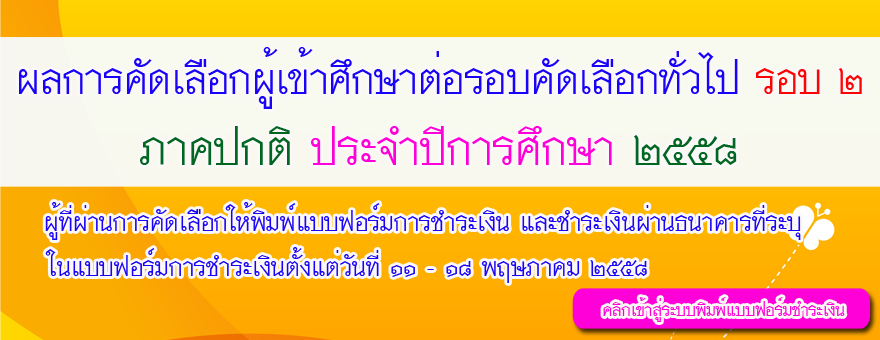 ผลการคัดเลือกผู้เข้าศึกษาต่อรอบคัดเลือกทั่วไป รอบ ๒
ภาคปกติ ประจำปีการศึกษา ๒๕๕๘
ผู้ที่ผ่านการคัดเลือกให้พิมพ์แบบฟอร์มการชำระเงิน และชำระเงินผ่านธนาคารที่ระบุ
ในแบบฟอร์มการชำระเงินตั้งแต่วันที่ ๑๑ - ๑๘ พฤษภาคม ๒๕๕๘
คลิกเข้าสู่ระบบพิมพ์แบบฟอร์มชำระเงิน